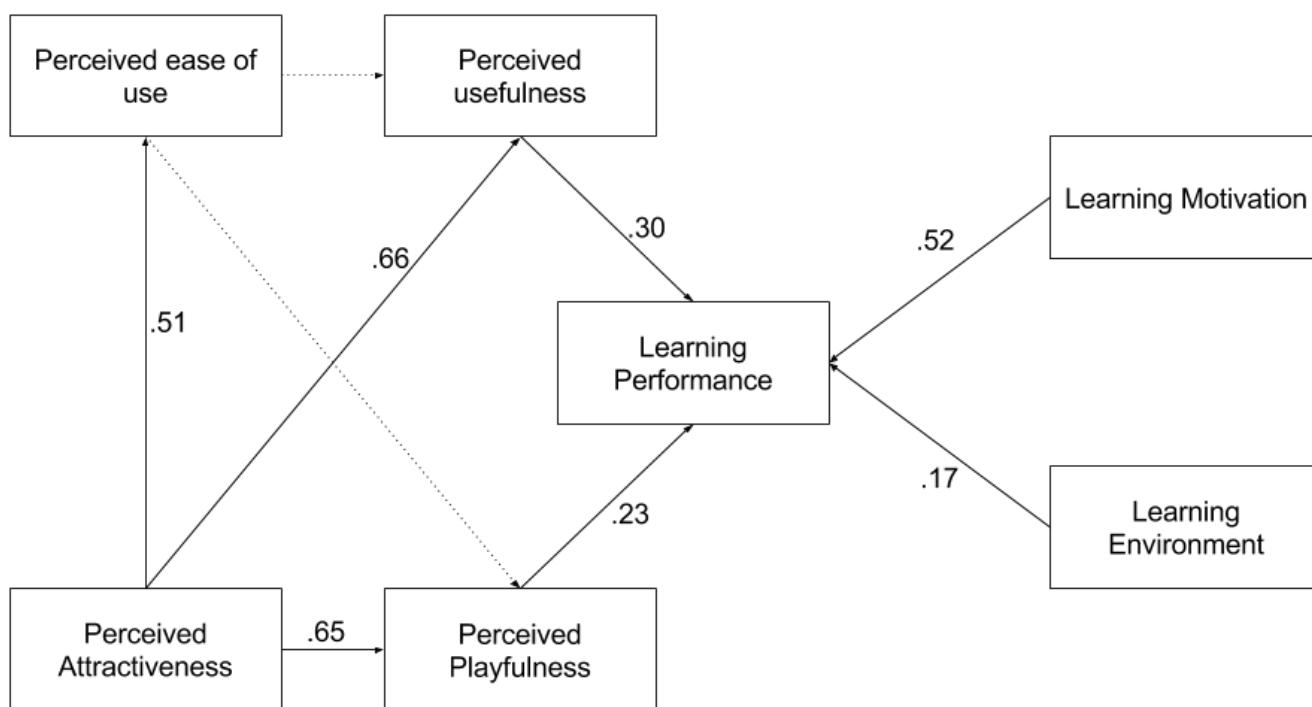 Perceived ease of
use
Perceived
usefulness
Learning Motivation
.30
.52
.66
.51
Learning
Performance
.17
.23
Learning
Environment
Perceived
Attractiveness
.65
Perceived
Playfulness